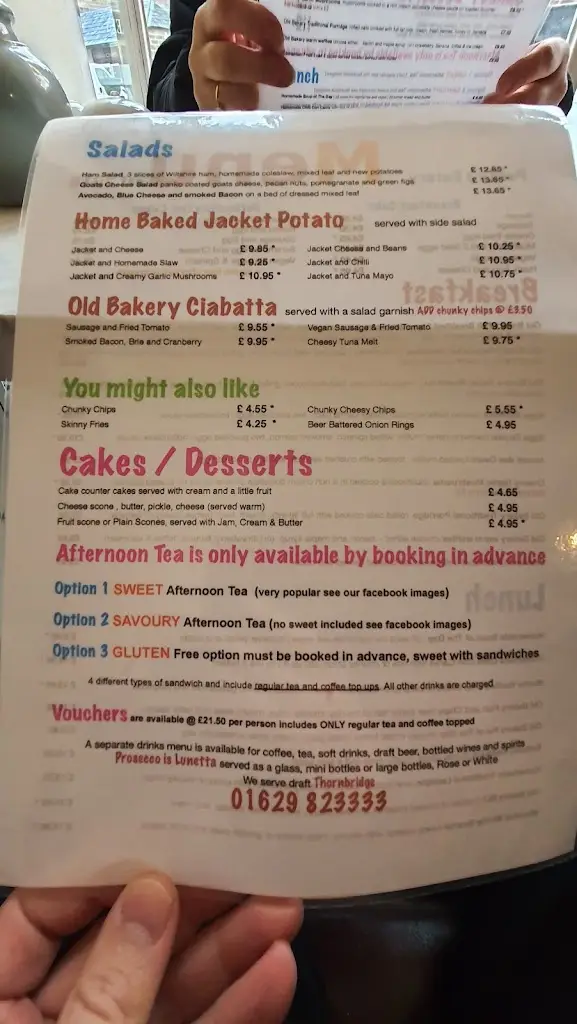 Lunch
Salads
Ham Salad 3 slices of Wiltshire ham, homemade coleslaw, mixed leaf and new potatoes £ 12.65 *
Goats Cheese Salad panko coated goats cheese, pecan nuts, pomegranate and green figs £ 13.65 *
Avocado, Blue Cheese and smoked Bacon on a bed of dressed mixed leaf £ 13.65 *
Home Baked Jacket Potato served with side salad
Jacket and Cheese £ 9.85 * Jacket Cheese and Beans £ 10.25 *
Jacket and Homemade Slaw £ 9.25 * Jacket and Chilli £ 10.95 *
Jacket and Creamy Garlic Mushrooms £ 10.95 * Jacket and Tuna Mayo £ 10.75 *
Old Bakery Ciabatta served with a salad garnish ADD chunky chips @ £3.50
Sausage and Fried Tomato £ 9.55 * Vegan Sausage & Fried Tomato £ 9.95
Smoked Bacon, Brie and Cranberry £ 9.95 * Cheesy Tuna Melt £ 9.75 *
You might also like
Chunky Chips £ 4.55 * Chunky Cheesy Chips £ 5.55 *
Skinny Fries £ 4.25 * Beer Battered Onion Rings £ 4.95
Cakes / Desserts
Cake counter cakes served with cream and a little fruit £ 4.65
Cheese scone , butter, pickle, cheese (served warm) £ 4.95
Fruit scone or Plain Scones, served with Jam, Cream & Butter £ 4.95 *
Afternoon Tea is only available by booking in advance
Option 1 SWEET Afternoon Tea (very popular see our facebook images)
Option 2 SAVOURY Afternoon Tea (no sweet included see facebook images)
Option 3 GLUTEN Free option must be booked in advance, sweet with sandwiches
4 different types of sandwich and include regular tea and coffee top ups. All other drinks are charged
Vouchers are available @ £21.50 per person includes ONLY regular tea and coffee topped
A separate drinks menu is available for coffee, tea, soft drinks, draft beer, bottled wines and spirits
Prosecco is Lunetta served as a glass, mini bottles or large bottles, Rose or White
We serve draft Thornbridge
01629 823333